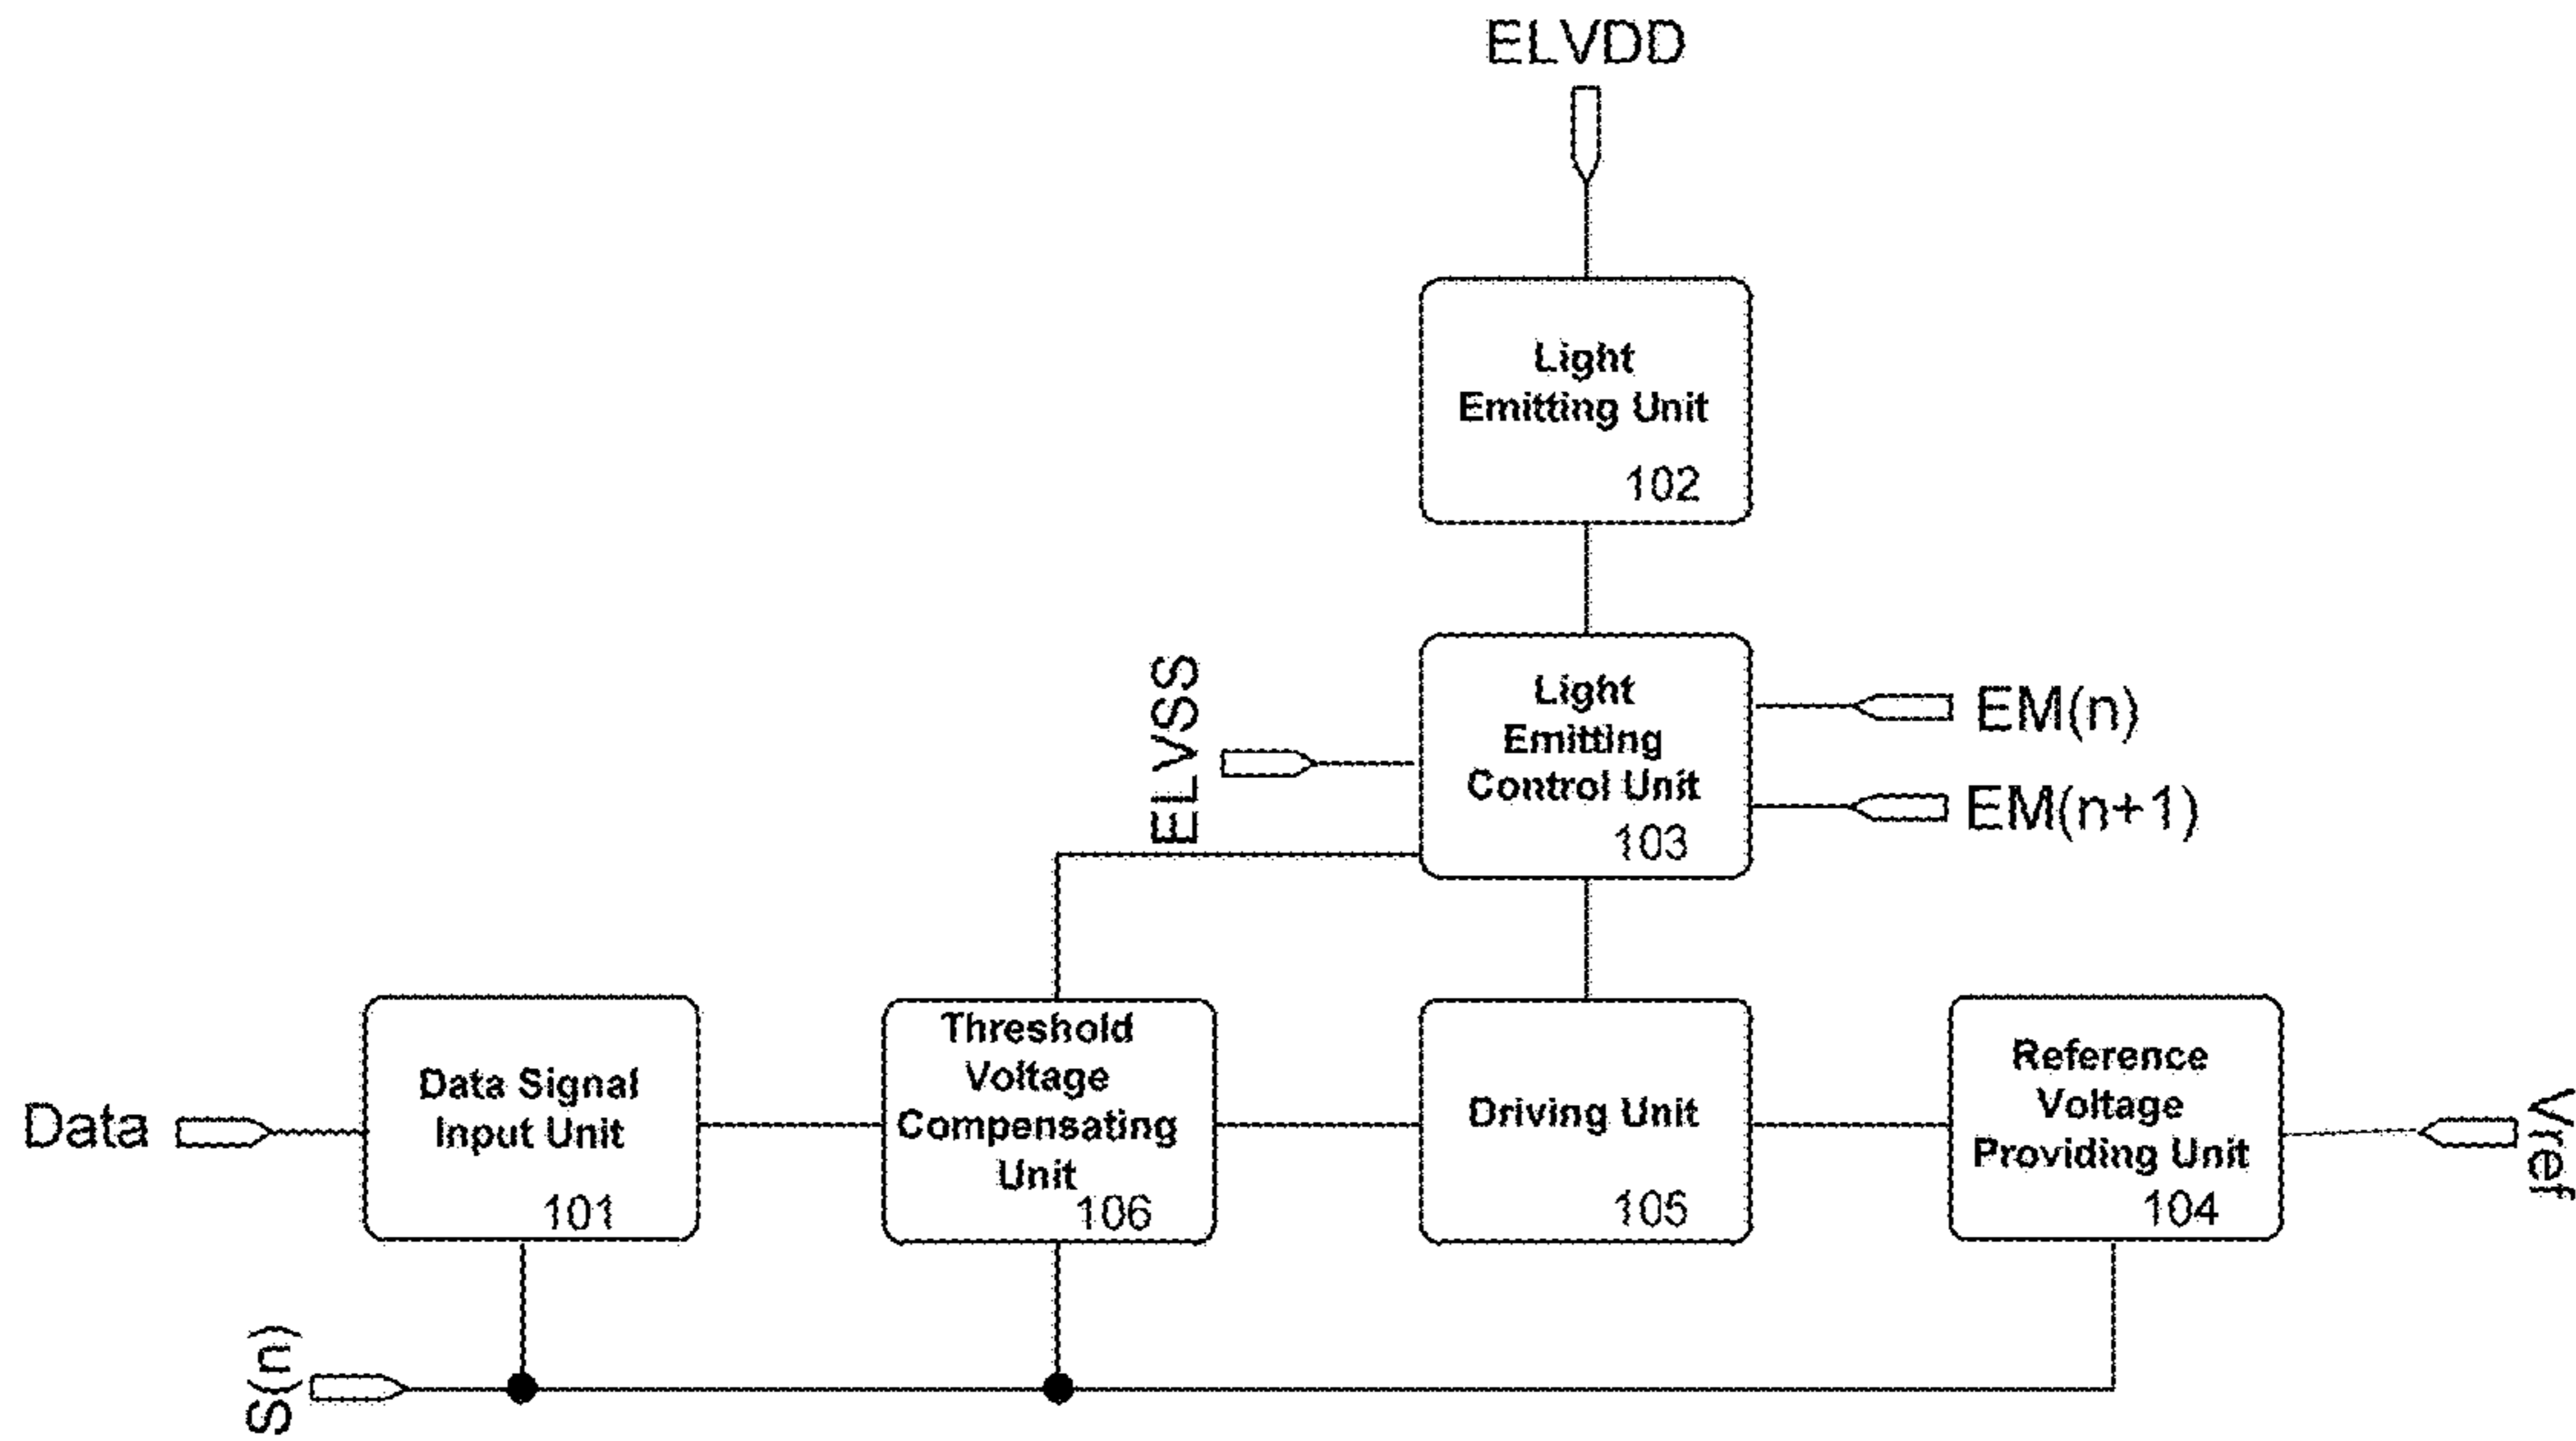 ELVDD
Light
Emitting Unit
102
ELVSS
Light
Emitting
Control Unit
103
EM(n)
EM(n+1)
Data
Data Signal
Input Unit
101
Threshold
Voltage
Compensating
Unit
106
Driving Unit
105
Reference
Voltage
Providing Unit
104
Vref
S(n)